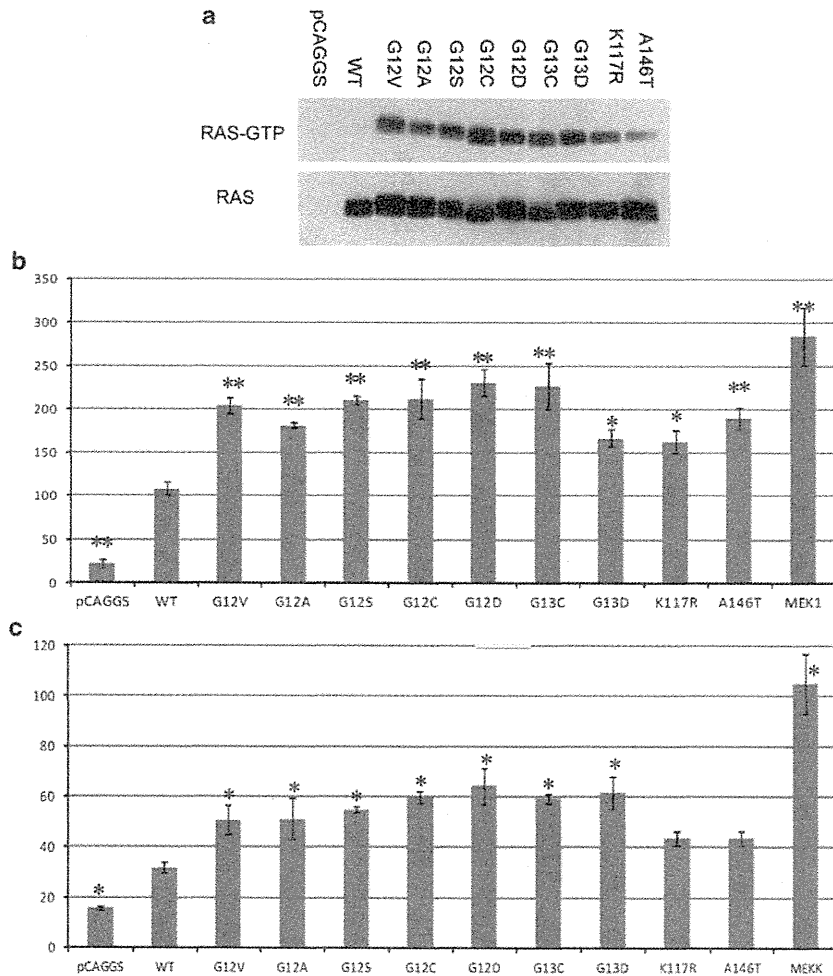 a
pCAGGS
WT
G12V
G12A
G12S
G12C
G12D
G13C
G13D
K117R
A146T
RAS-GTP
RAS
b
350
300
250
200
150
100
50
0
** ** ** ** ** ** ** * * ** **
pCAGGS WT G12V G12A G12S G12C G12D G13C G13D K117R A146T MEK1
c
120
100
80
60
40
20
0
* * * * * * * * *
pCAGGS WT G12V G12A G12S G12C G12D G13C G13D K117R A146T MEKK